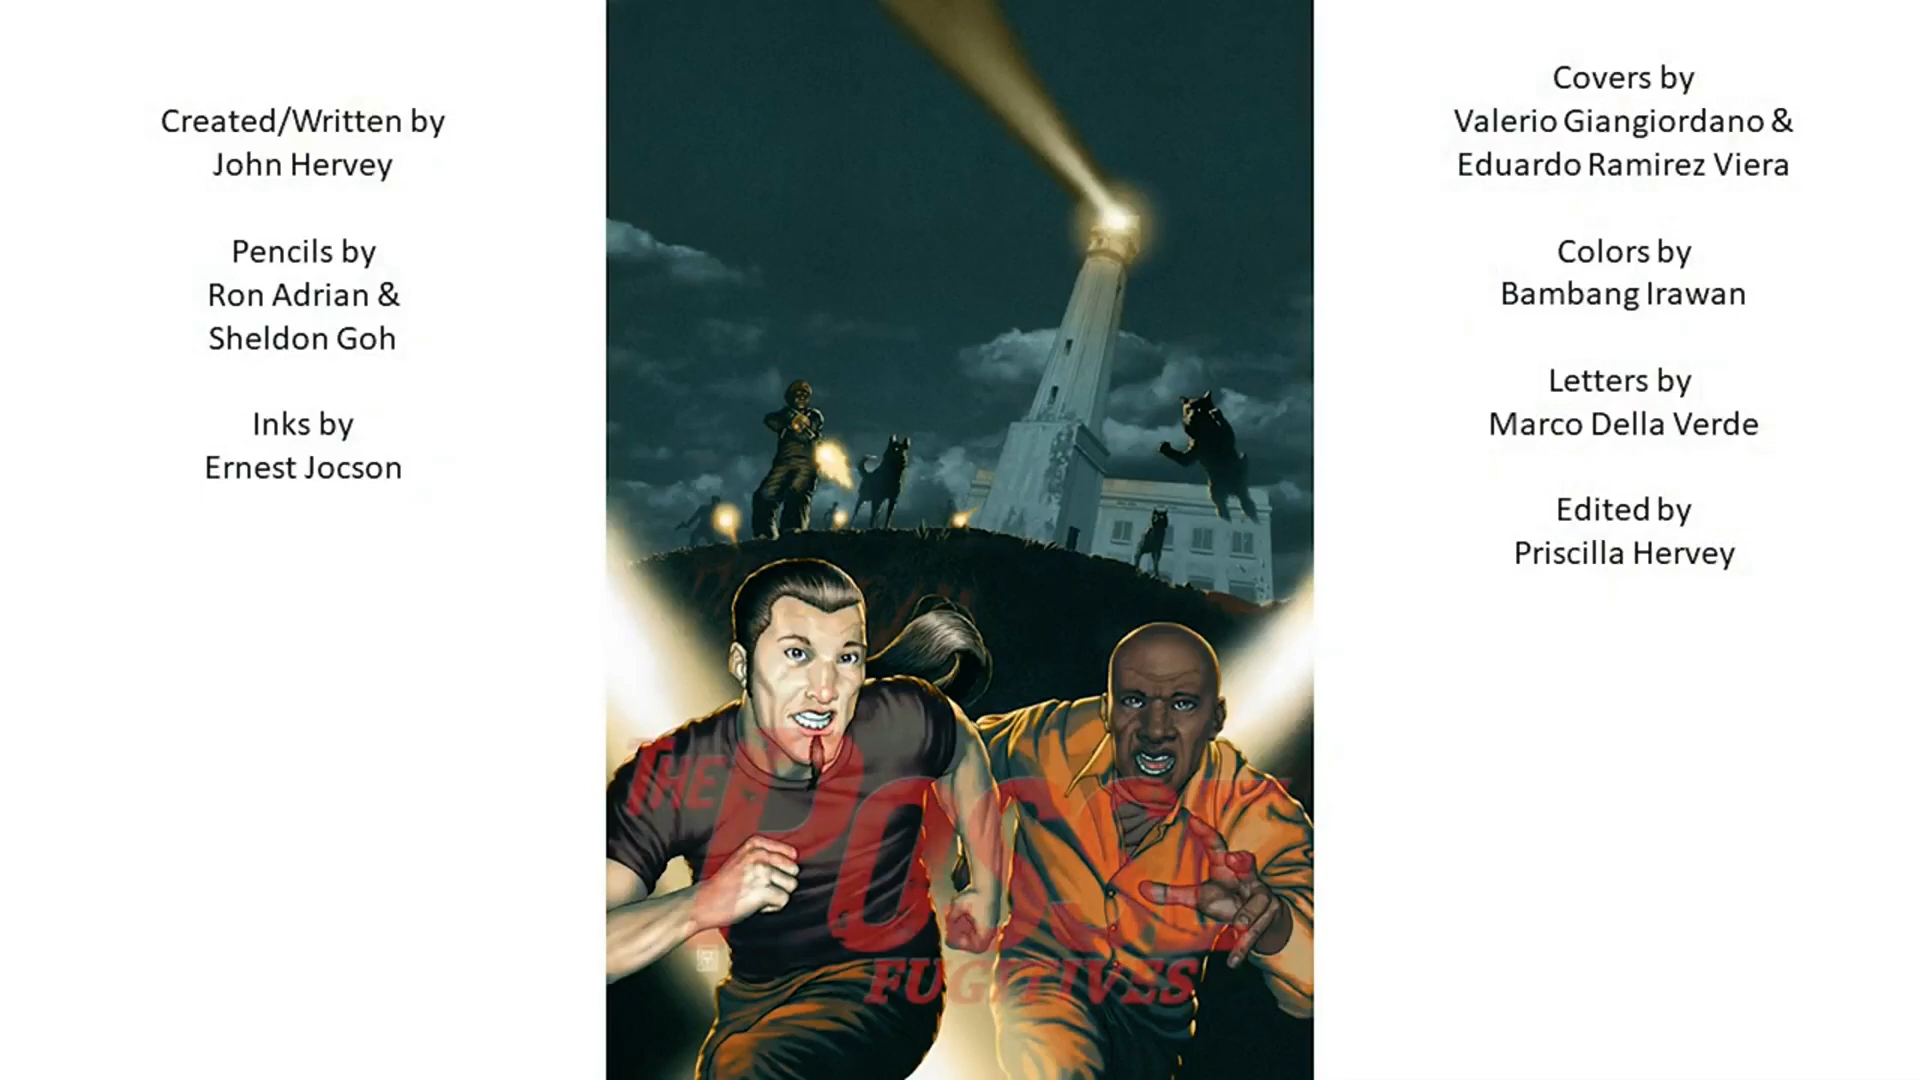 Created/Written by
John Hervey
Pencils by
Ron Adrian &
Sheldon Goh
Inks by
Ernest Jocson
THE
POSSE
FUGITIVES
Covers by
Valerio Giangiordano &
Eduardo Ramirez Viera
Colors by
Bambang Irawan
Letters by
Marco Della Verde
Edited by
Priscilla Hervey